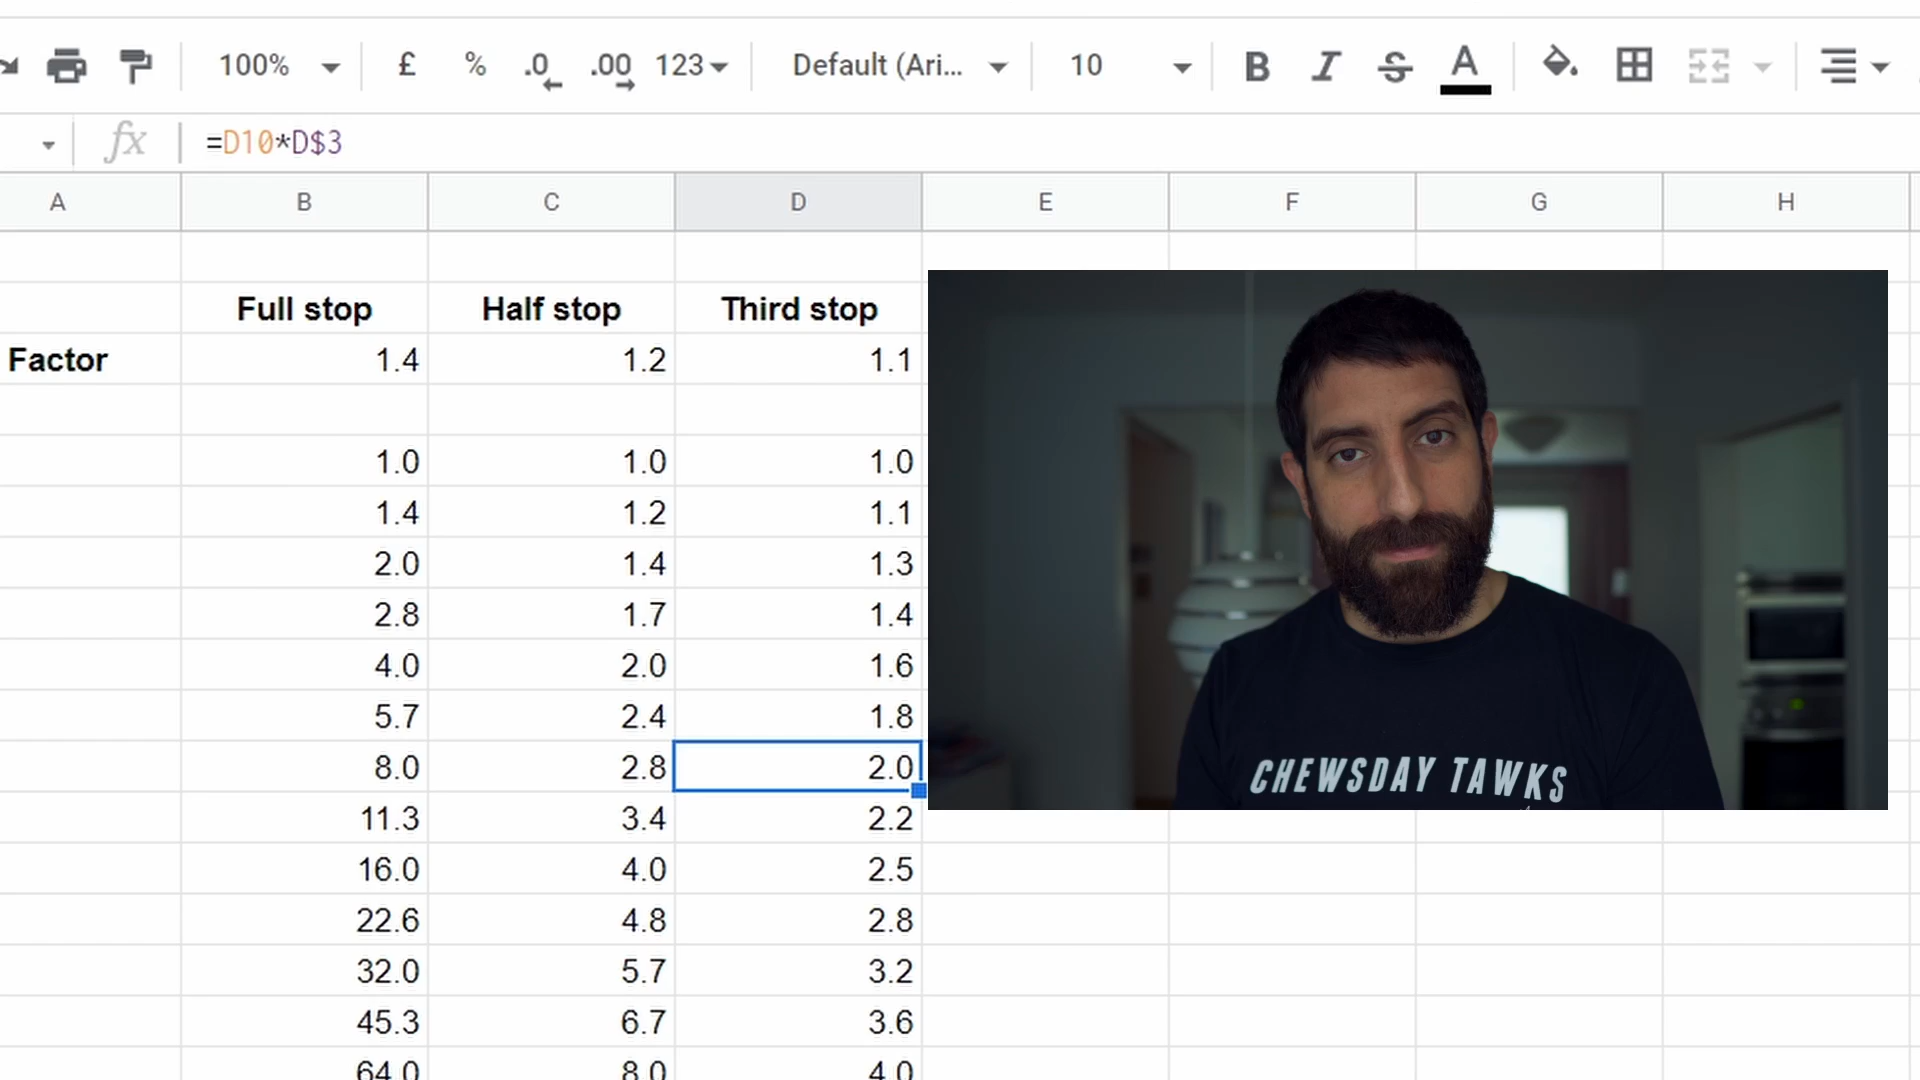 100% £ % .0 .00 123 Default (Ari... 10 B I S A
fx =D10*D$3
A B C D E F G H
Full stop Half stop Third stop
Factor 1.4 1.2 1.1
1.0 1.0 1.0
1.4 1.2 1.1
2.0 1.4 1.3
2.8 1.7 1.4
4.0 2.0 1.6
5.7 2.4 1.8
8.0 2.8 2.0
11.3 3.4 2.2
16.0 4.0 2.5
22.6 4.8 2.8
32.0 5.7 3.2
45.3 6.7 3.6
64.0 8.0 4.0
CHEWSDAY TAWKS